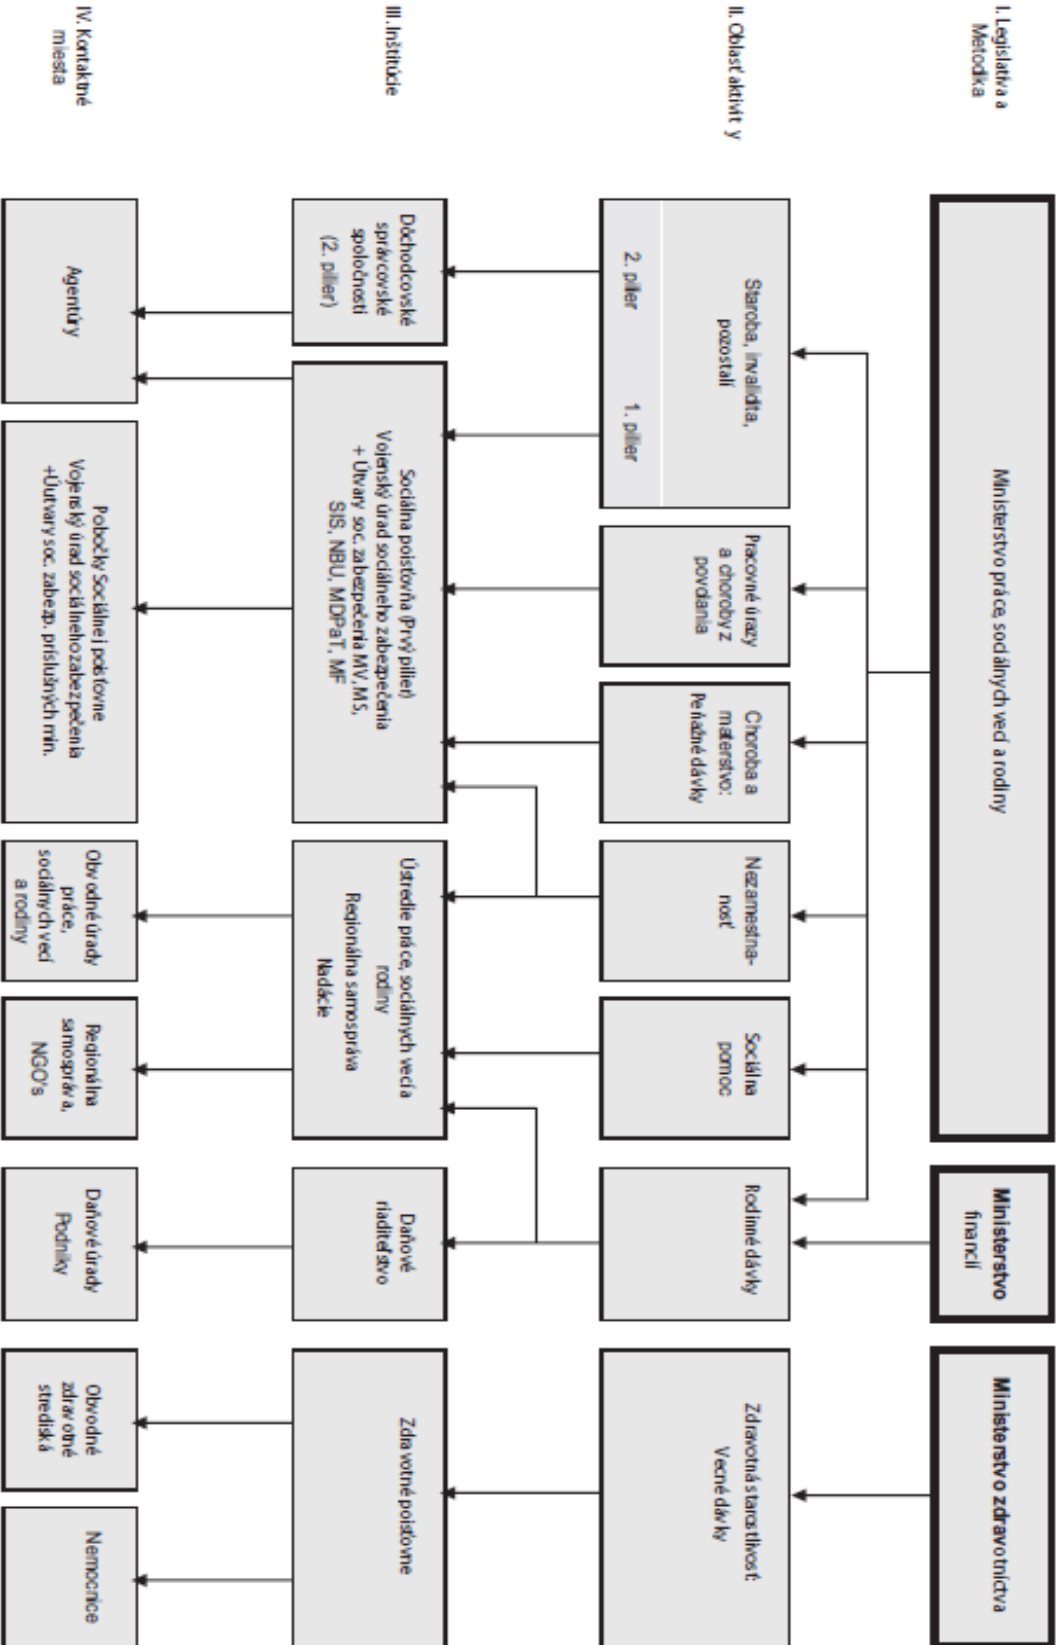 I. Legislatíva a
Metodika
Ministerstvo práce, sociálnych vecí a rodiny
Ministerstvo
financií
Ministerstvo zdravotníctva
II. Oblasť aktivít y
Staroba, invalidita,
pozostalí
2. pilier
1. pilier
Pracovné úrazy
a choroby z
povolania
Choroba a
materstvo:
Peňažné dávky
Nezamestna-
nosť
Sociálna
pomoc
Rodinné dávky
Zdravotná starostlivosť:
Vecné dávky
III. Inštitúcie
Dôchodcovské
správcovské
spoločnosti
(2. pilier)
Sociálna poisťovňa (Prvý pilier)
Vojenský úrad sociálneho zabezpečenia
+ Útvary soc. zabezpečenia MV, MS,
SIS, NBU, MDPaT, MF
Ústredie práce, sociálnych vecí a
rodiny
Regionálna samospráva
Nadácie
Daňové
riaditeľstvo
Zdravotné poisťovne
IV. Kontaktné
miesta
Agentúry
Pobočky Sociálnej poisťovne
Vojenský úrad sociálneho zabezpečenia
+Úutvary soc. zabezp. príslušných min.
Obvodné úrady
práce,
sociálnych vecí
a rodiny
Regionálna
samospráva,
NGO's
Daňové úrady
Podniky
Obvodné
zdravotné
strediská
Nemocnice